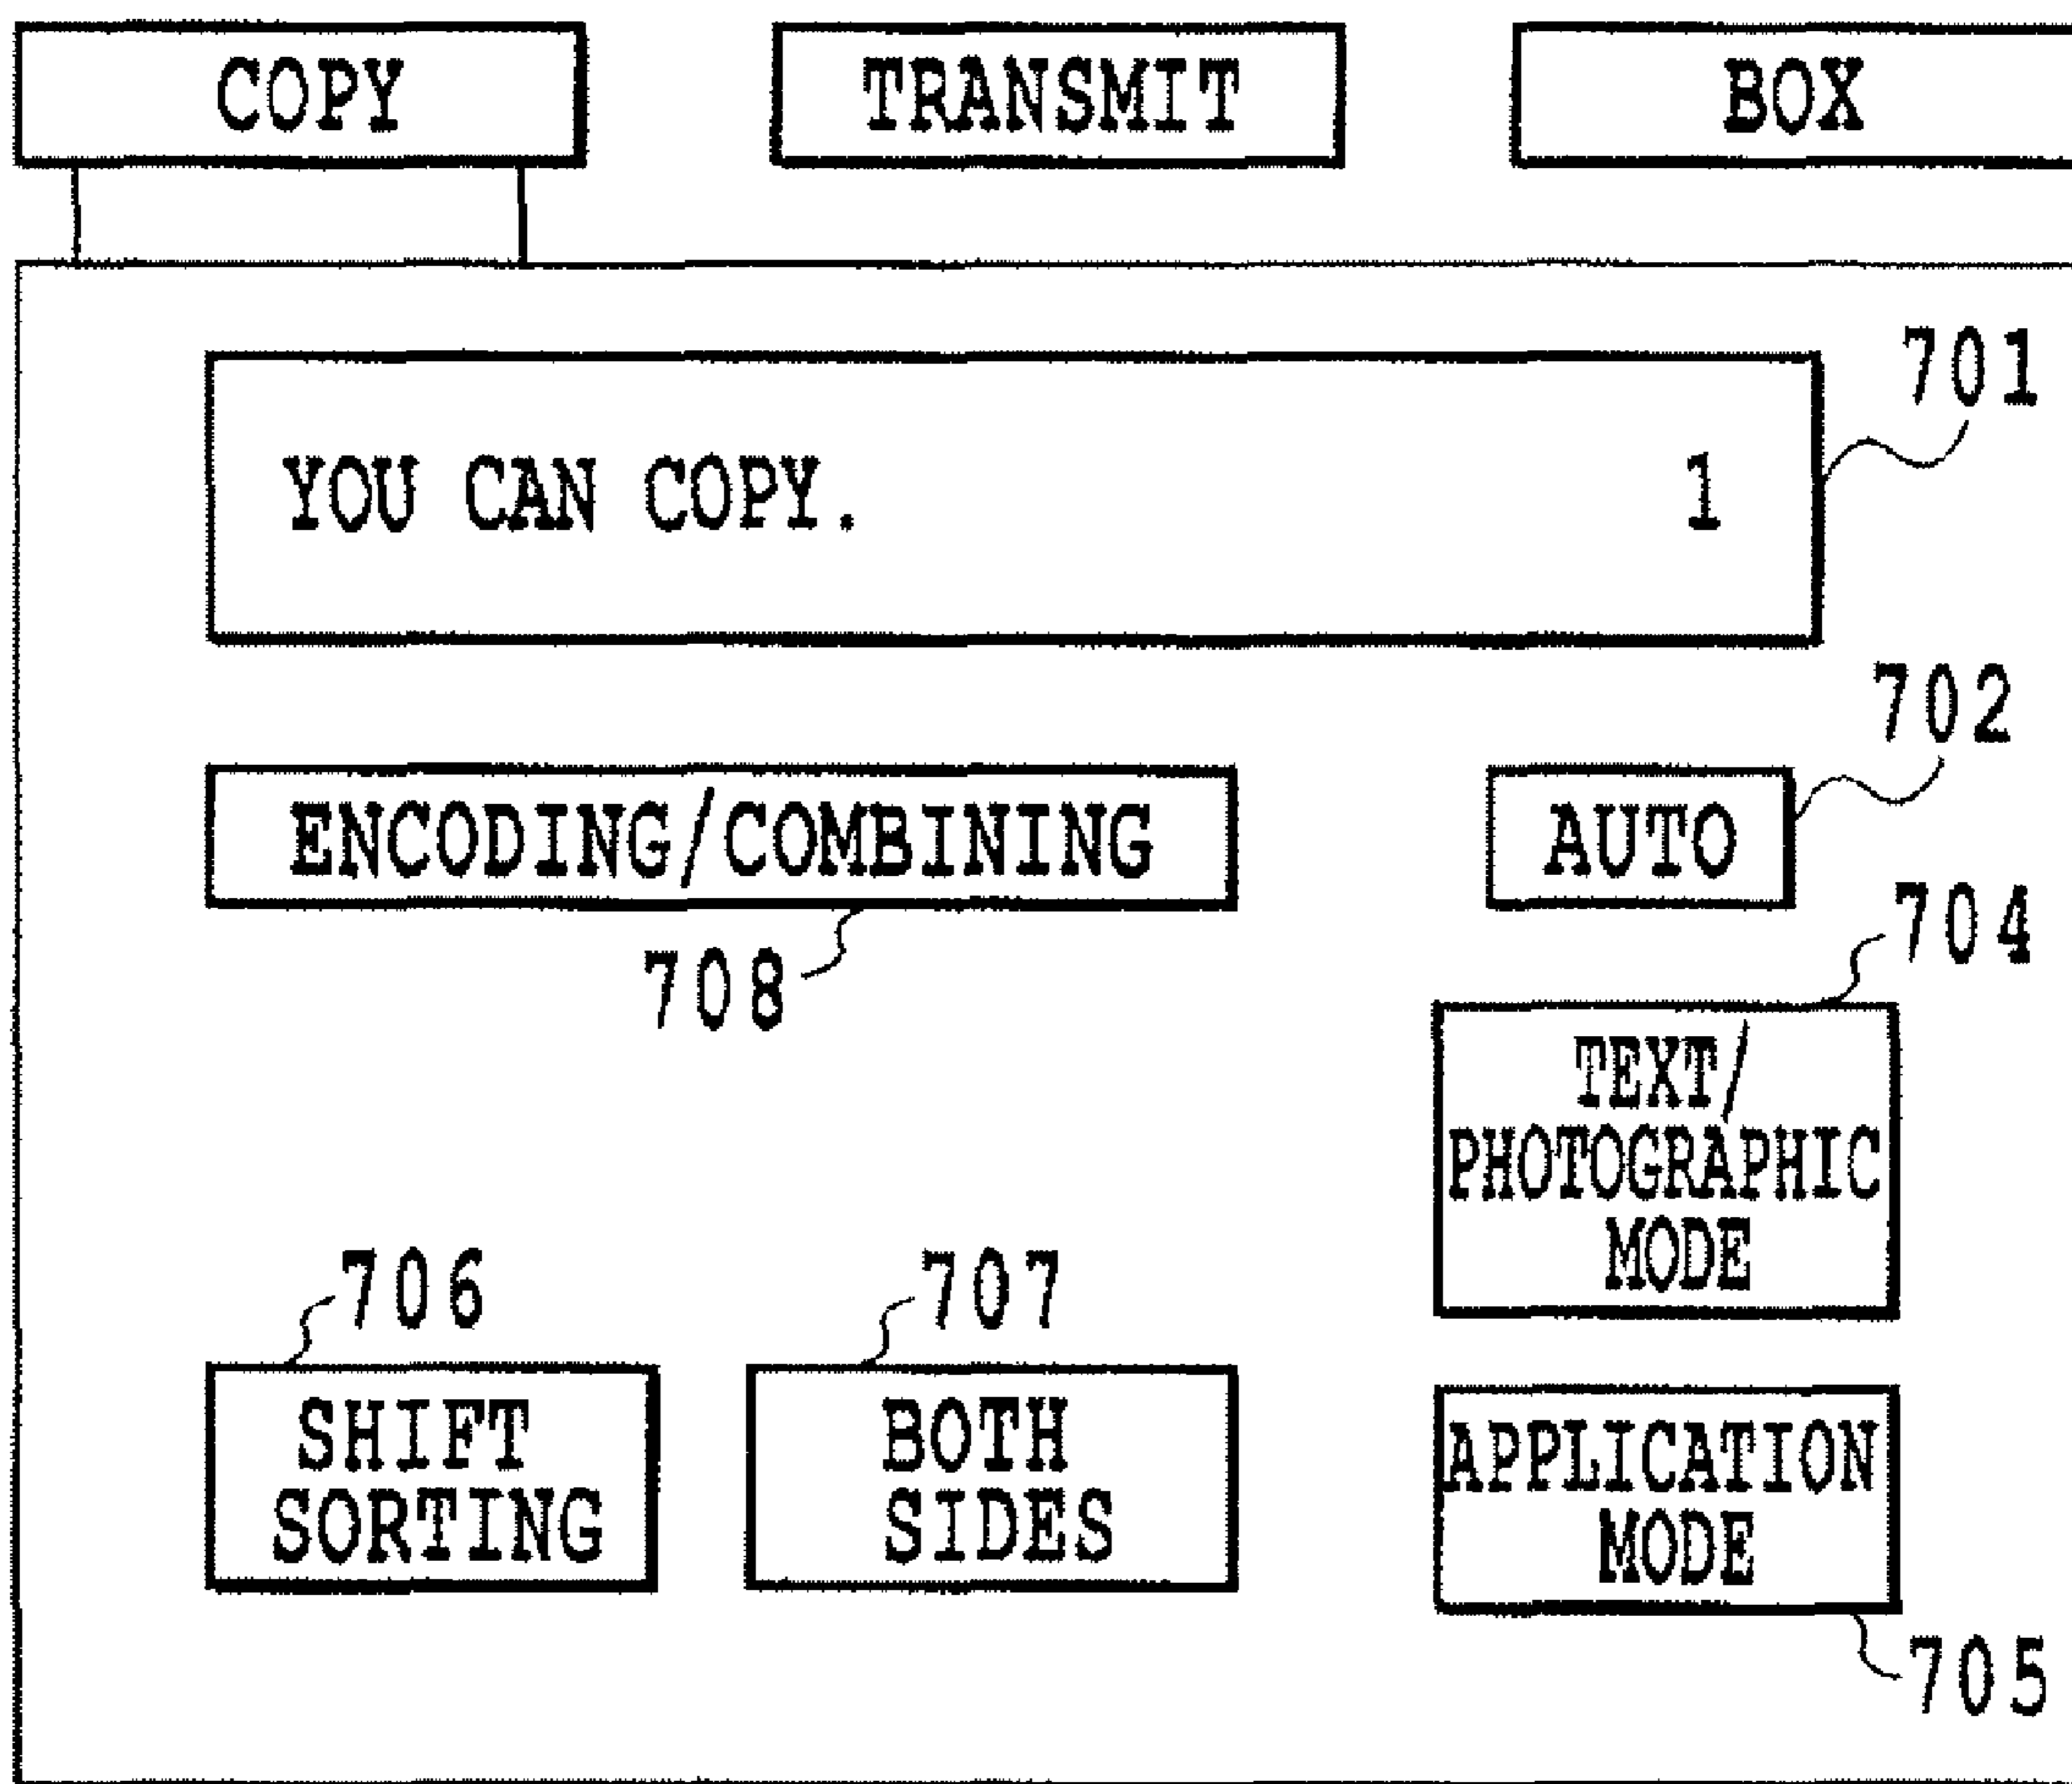 COPY
TRANSMIT
BOX
701
YOU CAN COPY. 1
702
ENCODING/COMBINING
AUTO
708
704
TEXT/
PHOTOGRAPHIC
MODE
706
707
SHIFT
SORTING
BOTH
SIDES
APPLICATION
MODE
705